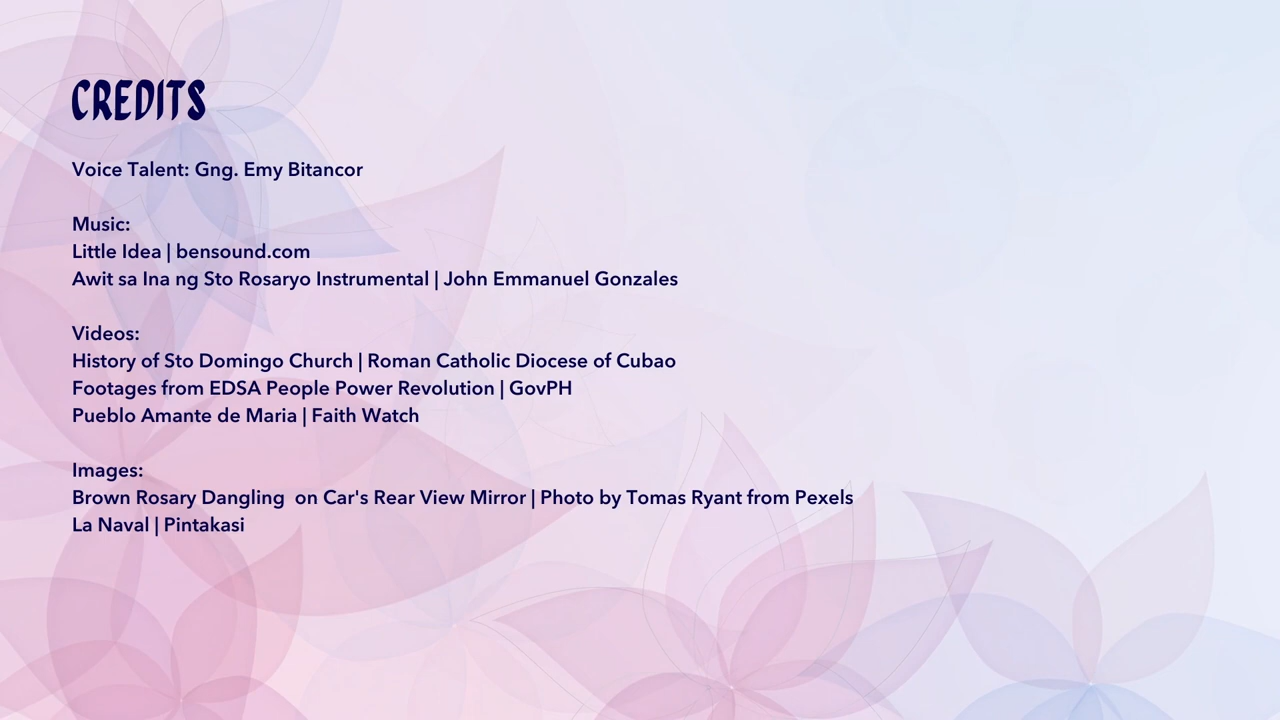 CREDITS
Voice Talent: Gng. Emy Bitancor
Music:
Little Idea | bensound.com
Awit sa Ina ng Sto Rosaryo Instrumental | John Emmanuel Gonzales
Videos:
History of Sto Domingo Church | Roman Catholic Diocese of Cubao
Footages from EDSA People Power Revolution | GovPH
Pueblo Amante de Maria | Faith Watch
Images:
Brown Rosary Dangling  on Car's Rear View Mirror | Photo by Tomas Ryant from Pexels
La Naval | Pintakasi